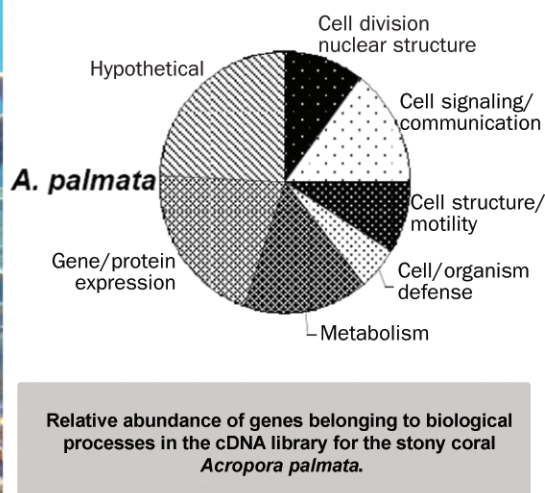 Cell division
nuclear structure
Hypothetical
Cell signaling/
communication
A. palmata
Cell structure/
motility
Gene/protein
expression
Cell/organism
defense
Metabolism
Relative abundance of genes belonging to biological
processes in the cDNA library for the stony coral
Acropora palmata.